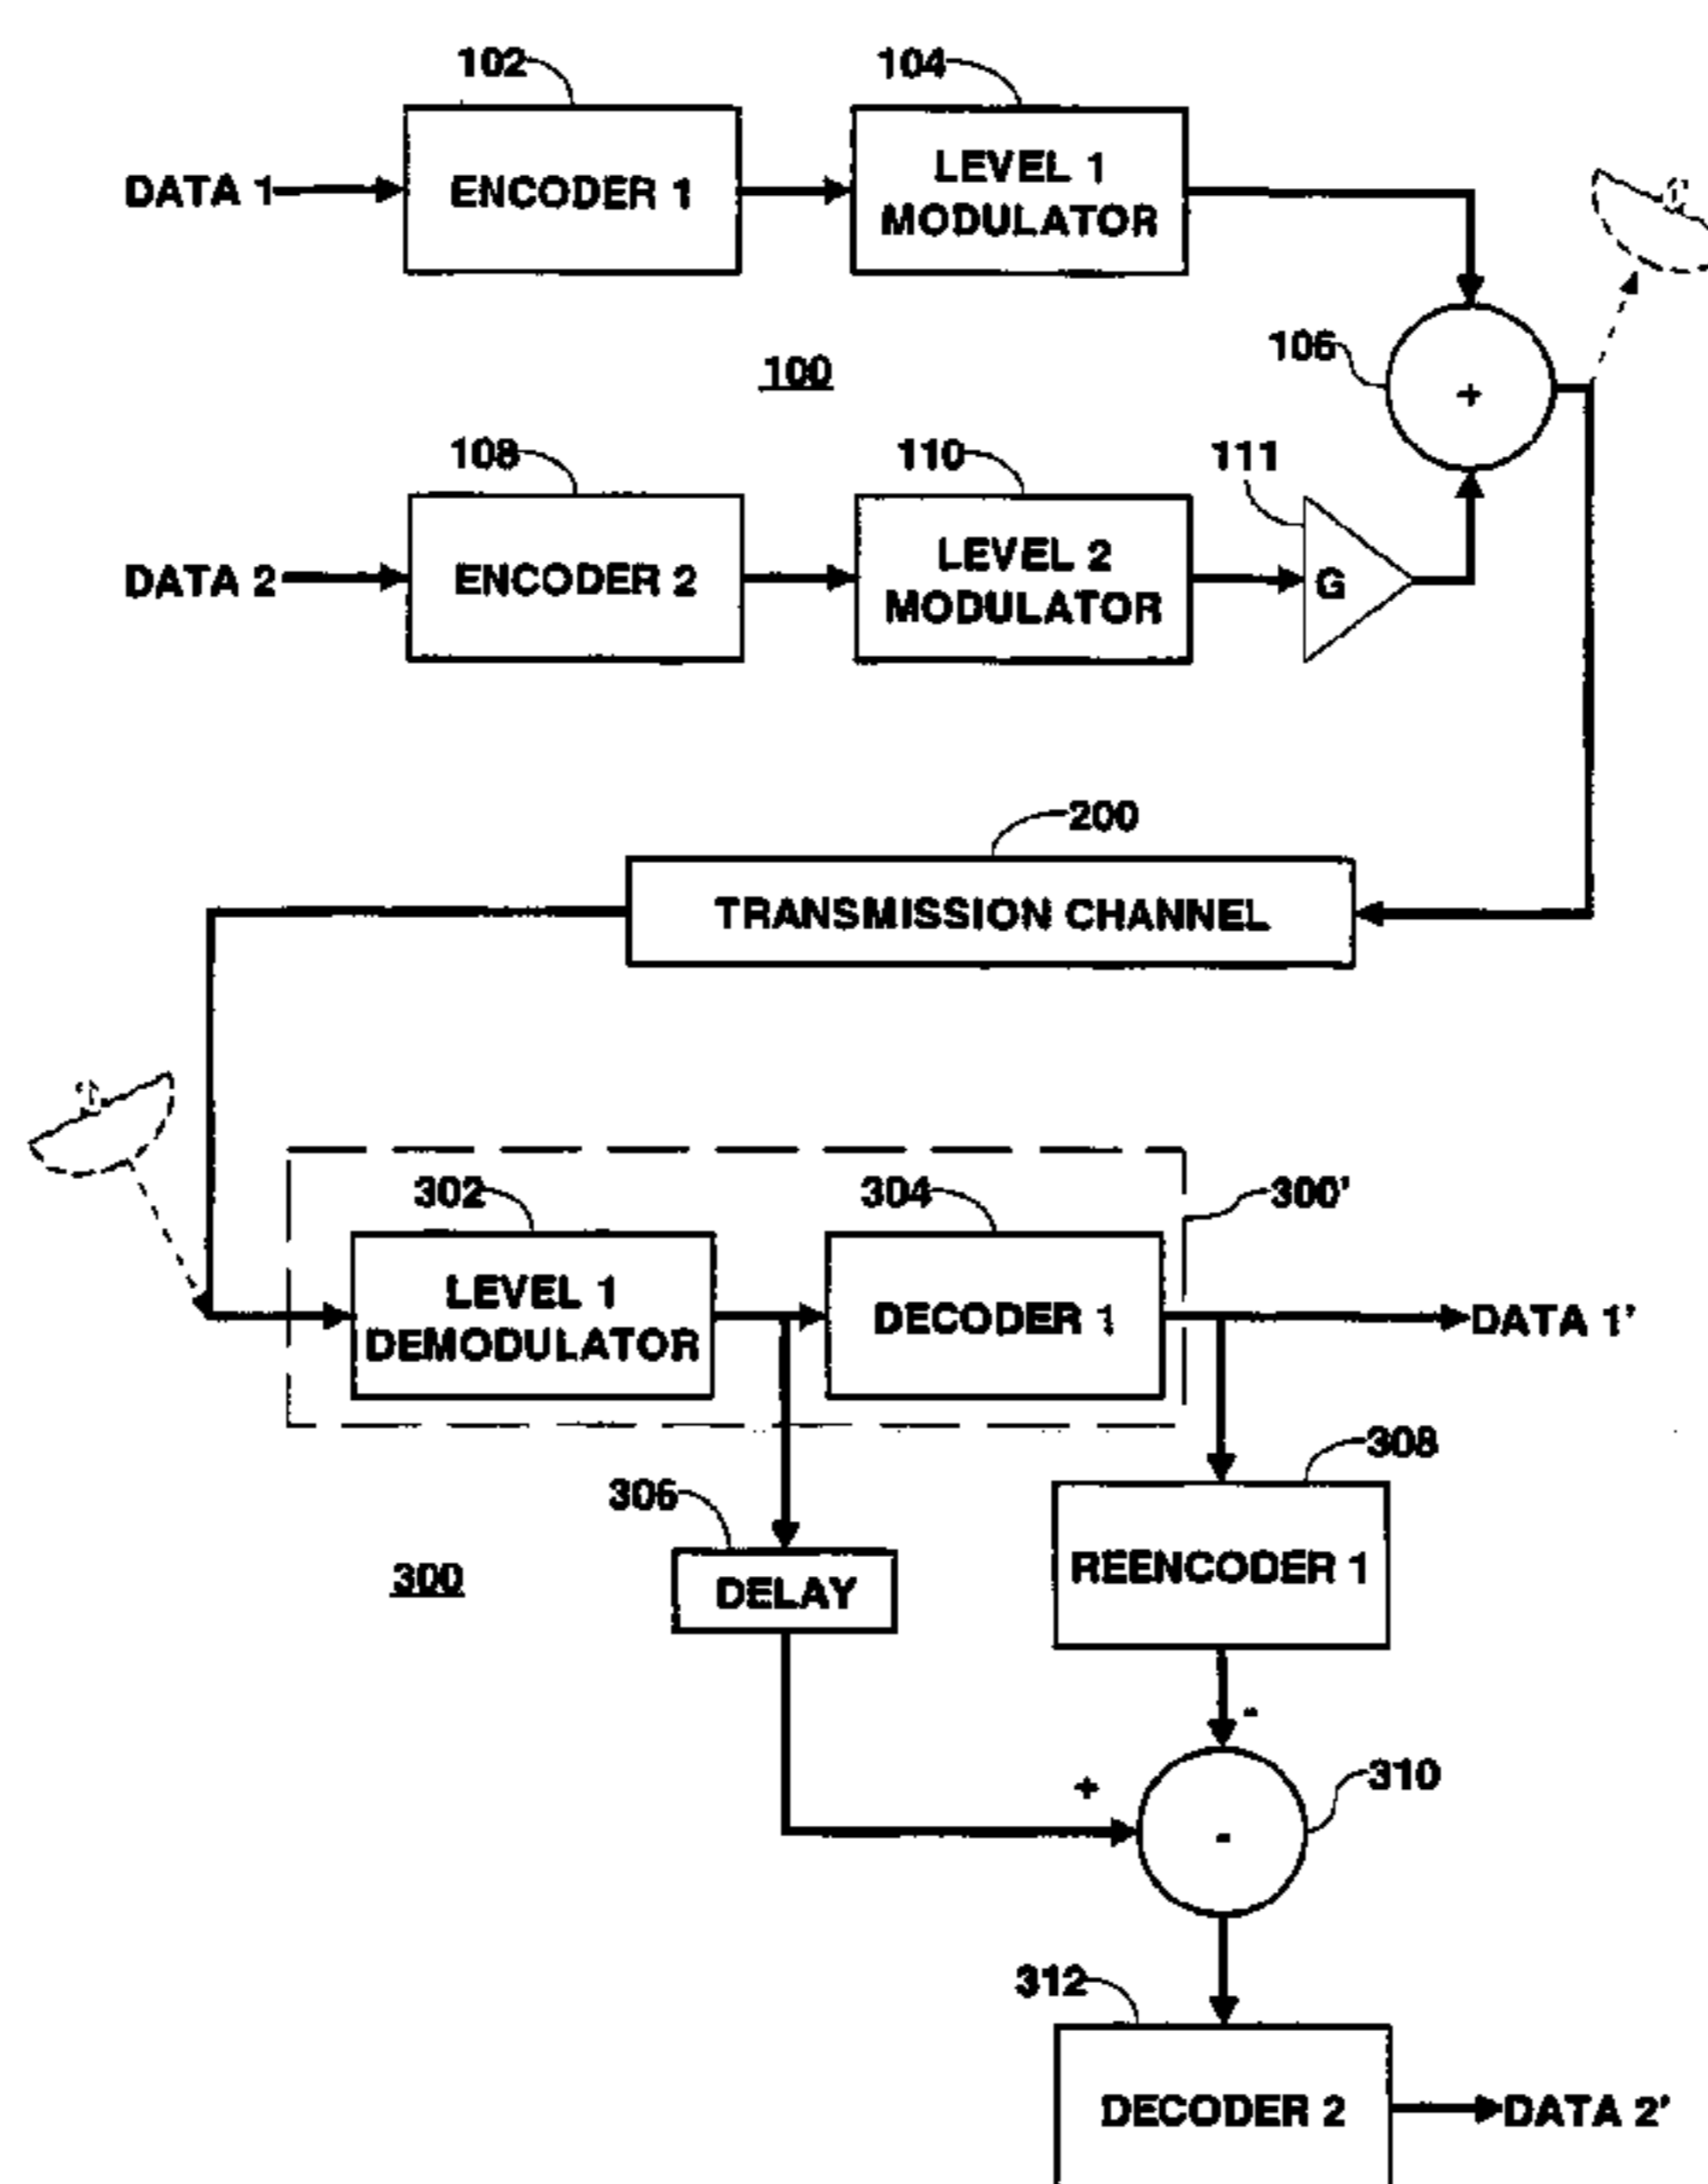 102
104
DATA 1
ENCODER 1
LEVEL 1
MODULATOR
106
+
100
108
110
111
DATA 2
ENCODER 2
LEVEL 2
MODULATOR
G
200
TRANSMISSION CHANNEL
302
304
300'
LEVEL 1
DEMODULATOR
DECODER 1
DATA 1'
308
306
REENCODER 1
300
DELAY
-
+
310
-
312
DECODER 2
DATA 2'